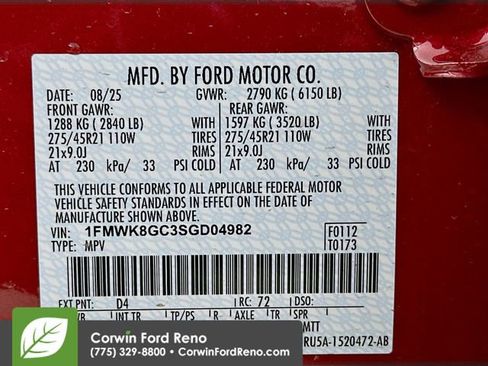 MFD. BY FORD MOTOR CO.
DATE: 08/25 GVWR: 2790 KG ( 6150 LB)
FRONT GAWR: REAR GAWR:
1288 KG ( 2840 LB) WITH 1597 KG ( 3520 LB) WITH
275/45R21 110W TIRES 275/45R21 110W TIRES
21x9.0J RIMS 21x9.0J RIMS
AT 230 kPa/ 33 PSI COLD AT 230 kPa/ 33 PSI COLD
THIS VEHICLE CONFORMS TO ALL APPLICABLE FEDERAL MOTOR
VEHICLE SAFETY STANDARDS IN EFFECT ON THE DATE OF
MANUFACTURE SHOWN ABOVE.
VIN: 1FMWK8GC3SGD04982 F0112
TYPE: MPV T0173
EXT PNT: D4 RC: 72 DSO:
WB INT TR TP/PS R AXLE TR SPR
MTT
RU5A-1520472-AB
Corwin Ford Reno
(775) 329-8800 • CorwinFordReno.com